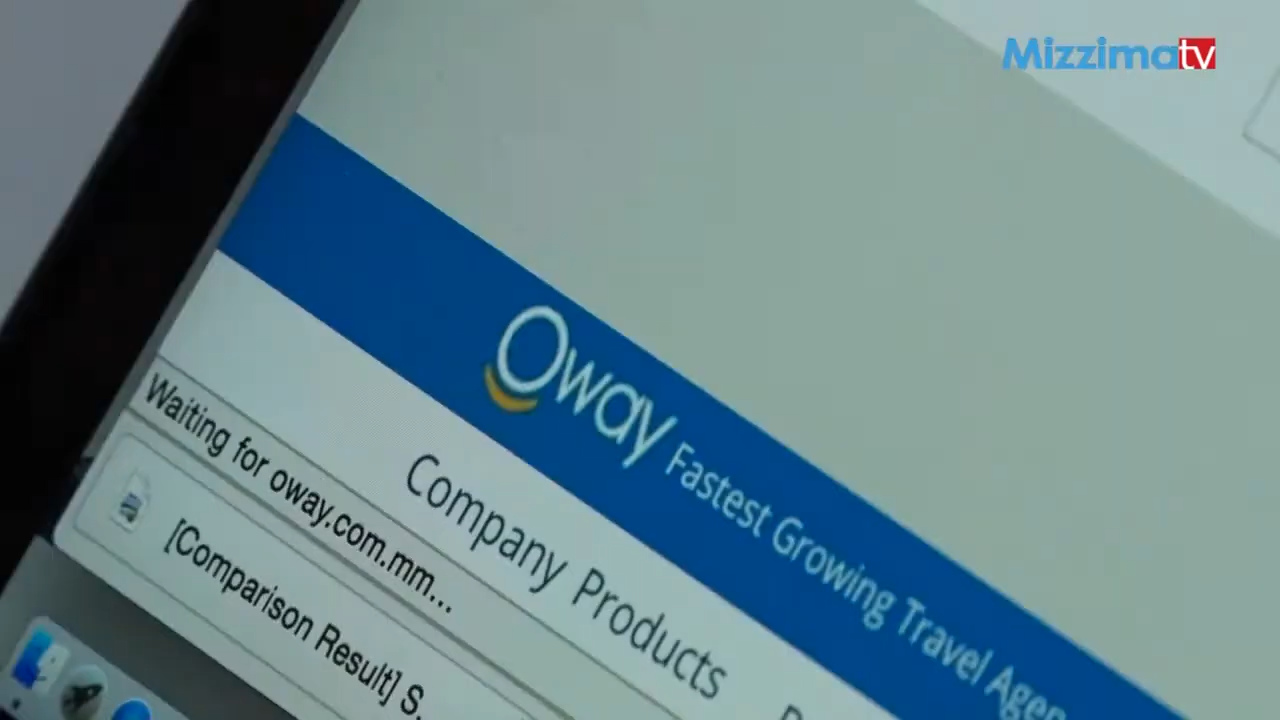 Mizzimatv
Oway Fastest Growing Travel Agen
Company Products
Waiting for oway.com.mm...
[Comparison Result] S.